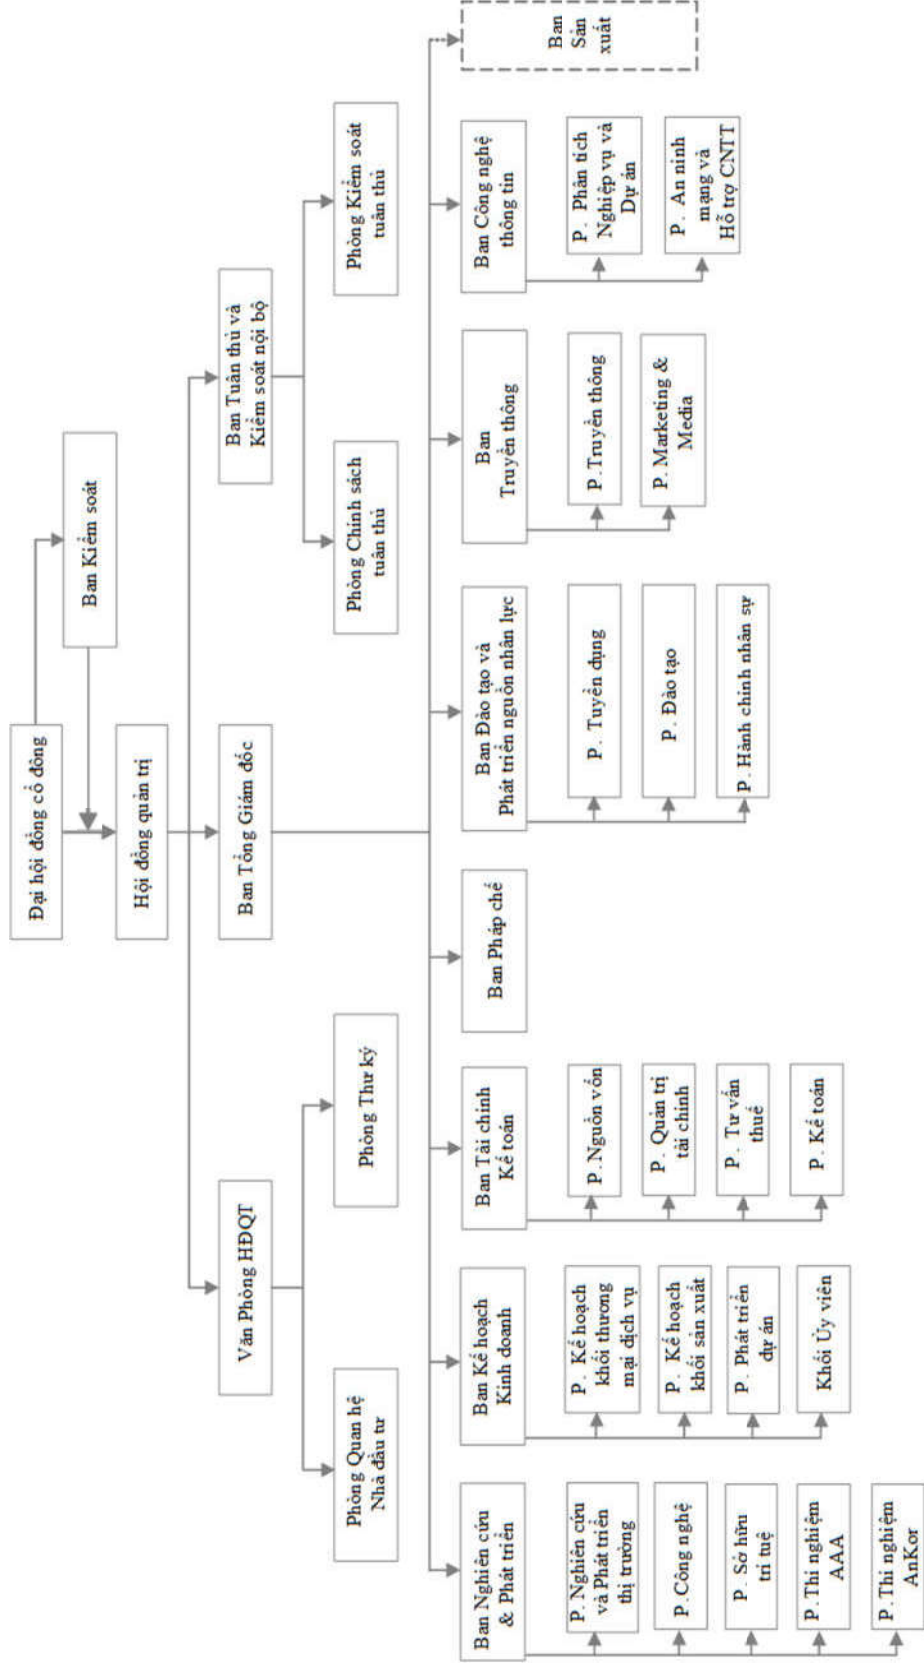 Đại hội đồng cổ đông
Ban Kiểm soát
Hội đồng quản trị
Văn Phòng HĐQT
Ban Tổng Giám đốc
Ban Tuân thủ và
Kiểm soát nội bộ
Phòng Quan hệ
Nhà đầu tư
Phòng Thư ký
Phòng Chính sách
tuân thủ
Phòng Kiểm soát
tuân thủ
Ban Nghiên cứu
& Phát triển
Ban Kế hoạch
Kinh doanh
Ban Tài chính
Kế toán
Ban Pháp chế
Ban Đào tạo và
Phát triển nguồn nhân lực
Ban
Truyền thông
Ban Công nghệ
thông tin
Ban
Sản
xuất
P. Nghiên cứu
và Phát triển
thị trường
P.Công nghệ
P. Sở hữu
trí tuệ
P.Thí nghiệm
AAA
P.Thí nghiệm
AnKor
P. Kế hoạch
khối thương
mại dịch vụ
P. Kế hoạch
khối sản xuất
P. Phát triển
dự án
Khối Ủy viên
P.Nguồn vốn
P. Quản trị
tài chính
P. Tư vấn
thuế
P. Kế toán
P. Tuyển dụng
P. Đào tạo
P. Hành chính nhân sự
P.Truyền thông
P. Marketing &
Media
P. Phân tích
Nghiệp vụ và
Dự án
P. An ninh
mạng và
Hỗ trợ CNTT